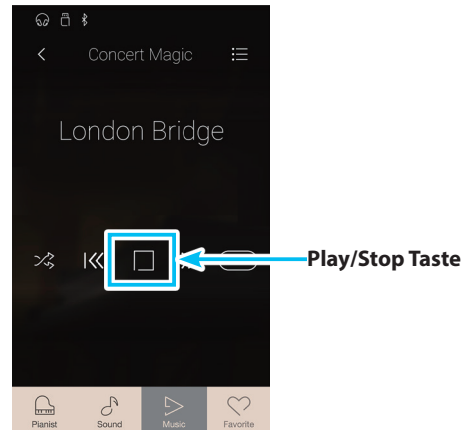 Concert Magic
London Bridge
Play/Stop Taste
Pianist Sound Music Favorite